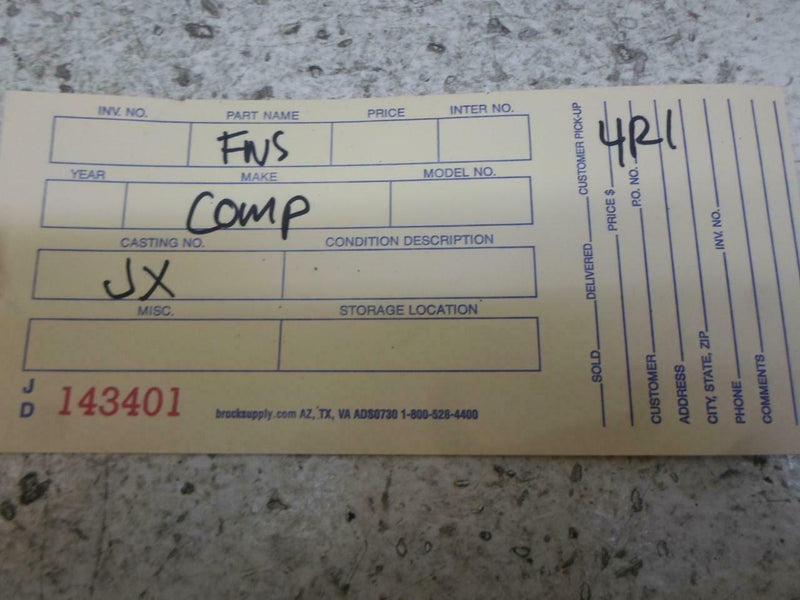 INV. NO. PART NAME PRICE INTER NO.
FNS
YEAR MAKE MODEL NO.
COMP
CASTING NO. CONDITION DESCRIPTION
JX
MISC. STORAGE LOCATION
JD 143401 brocksupply.com AZ, TX, VA ADS0730 1-800-528-4400
SOLD DELIVERED CUSTOMER PICK-UP
PRICE $
4R1
CUSTOMER P.O. NO.
ADDRESS
CITY, STATE, ZIP
PHONE INV. NO.
COMMENTS